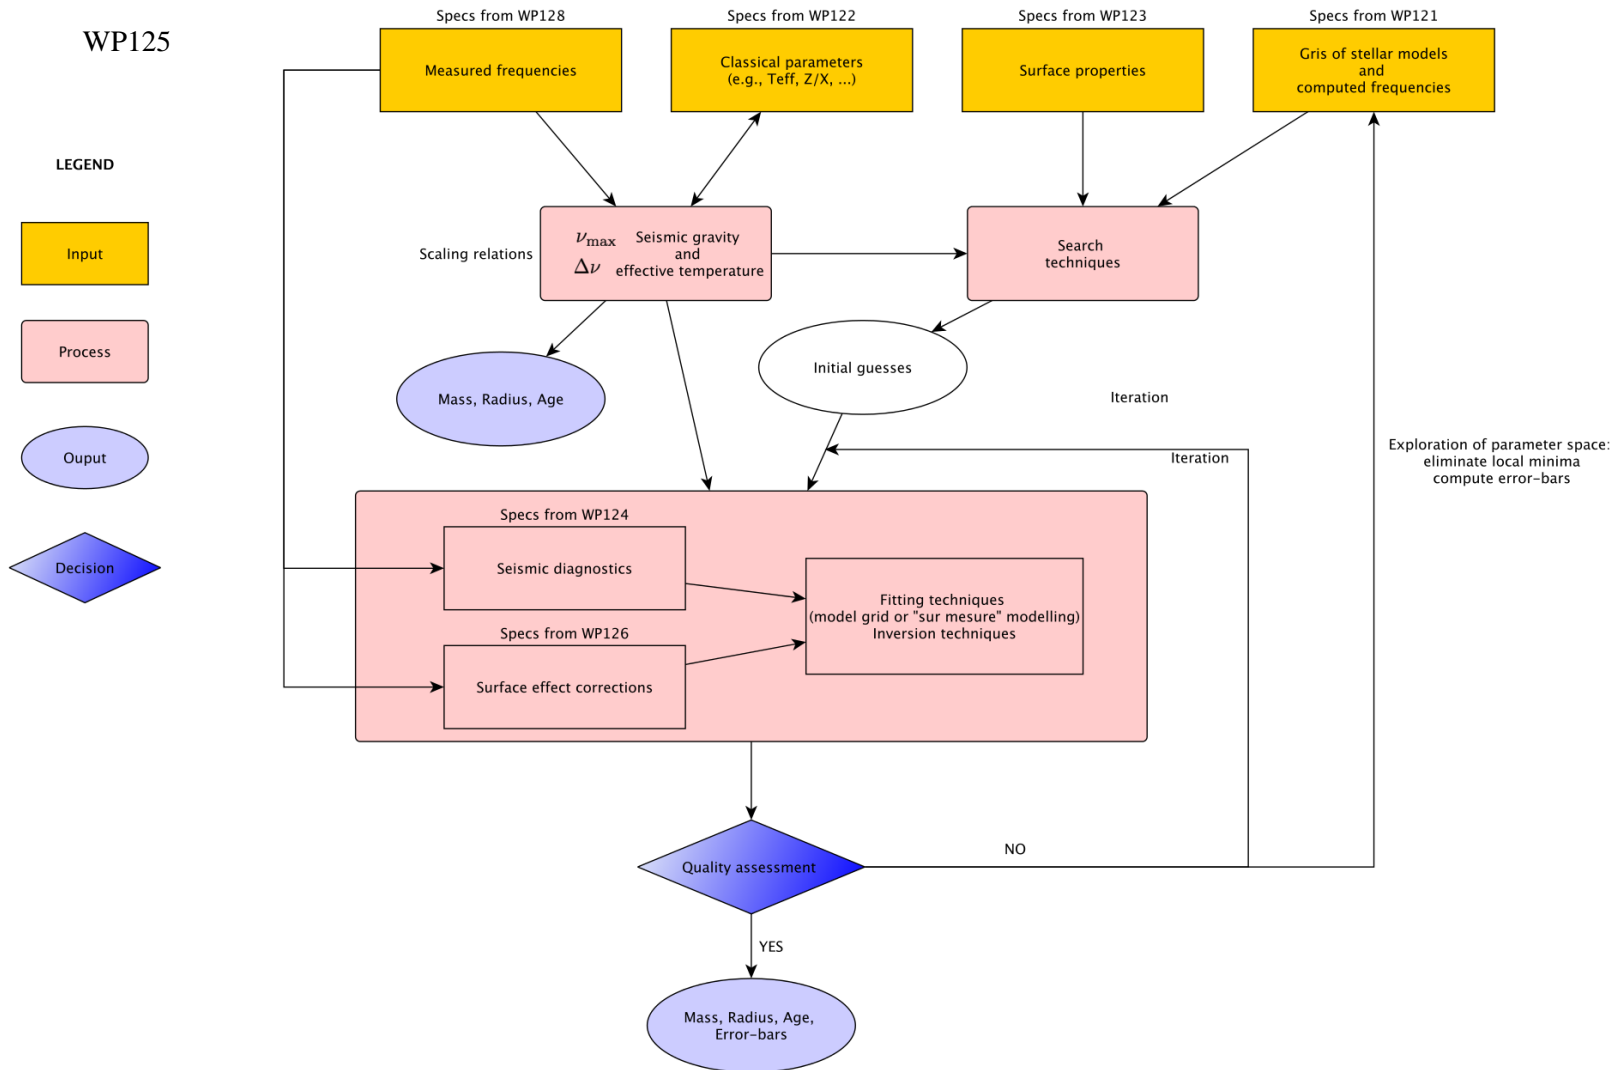 WP125
Specs from WP128
Specs from WP122
Specs from WP123
Specs from WP121
Measured frequencies
Classical parameters
(e.g., Teff, Z/X, ...)
Surface properties
Gris of stellar models
and
computed frequencies
LEGEND
Input
Process
Ouput
Decision
Scaling relations
νmax
Δν
Seismic gravity
and
effective temperature
Search
techniques
Mass, Radius, Age
Initial guesses
Iteration
Iteration
Exploration of parameter space:
eliminate local minima
compute error-bars
Specs from WP124
Seismic diagnostics
Specs from WP126
Surface effect corrections
Fitting techniques
(model grid or "sur mesure" modelling)
Inversion techniques
Quality assessment
NO
YES
Mass, Radius, Age,
Error-bars